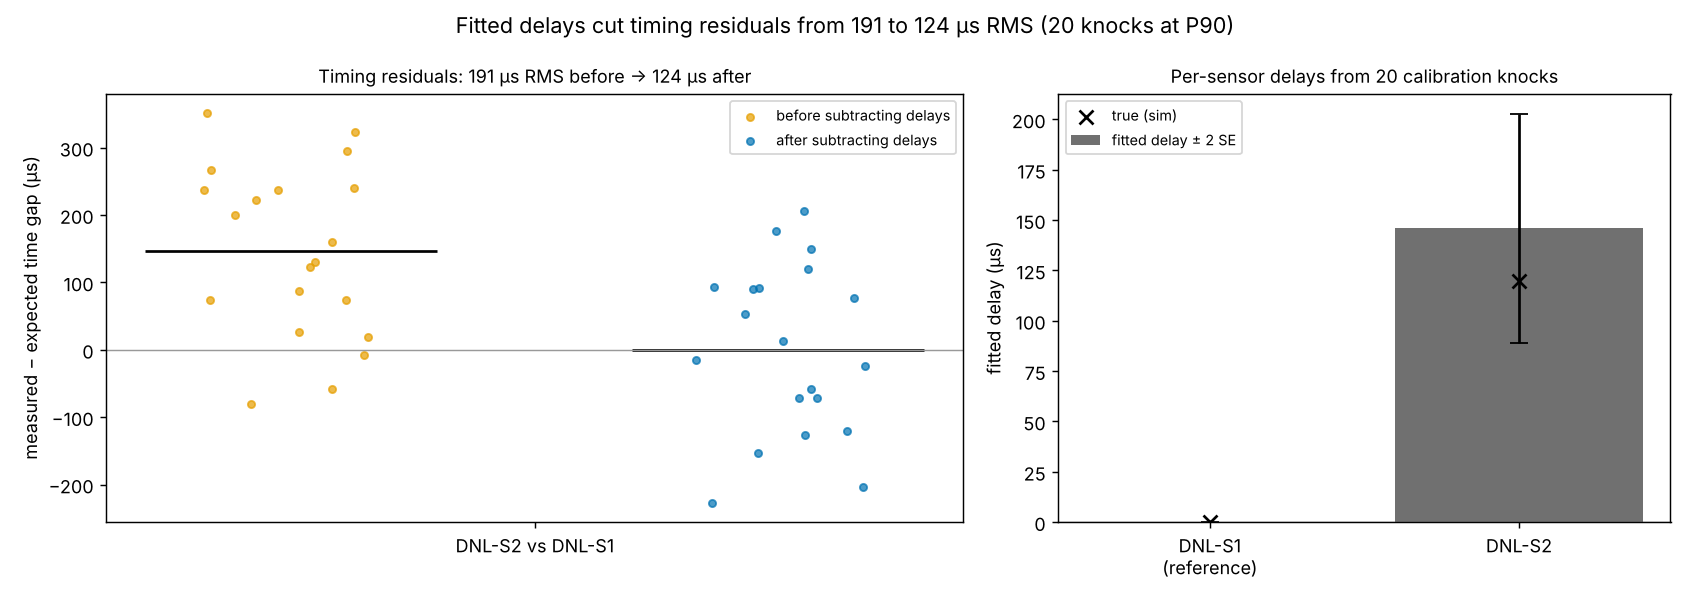 Fitted delays cut timing residuals from 191 to 124 µs RMS (20 knocks at P90)
Timing residuals: 191 µs RMS before → 124 µs after
measured − expected time gap (µs)
300
200
100
0
−100
−200
before subtracting delays
after subtracting delays
DNL-S2 vs DNL-S1
Per-sensor delays from 20 calibration knocks
fitted delay (µs)
200
175
150
125
100
75
50
25
0
true (sim)
fitted delay ± 2 SE
DNL-S1
(reference)
DNL-S2